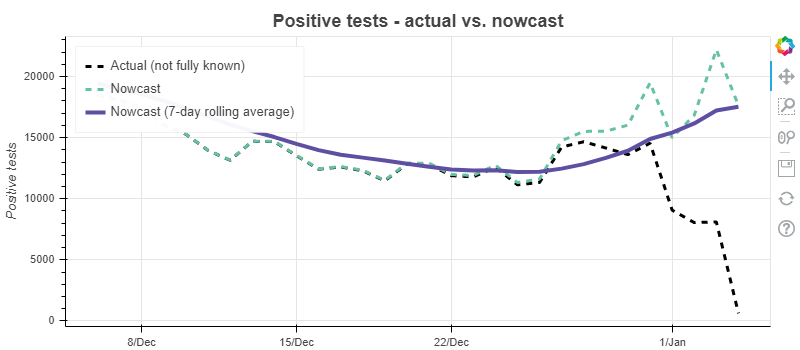 Positive tests - actual vs. nowcast
Actual (not fully known)
Nowcast
Nowcast (7-day rolling average)
Positive tests
20000
15000
10000
5000
0
8/Dec
15/Dec
22/Dec
1/Jan